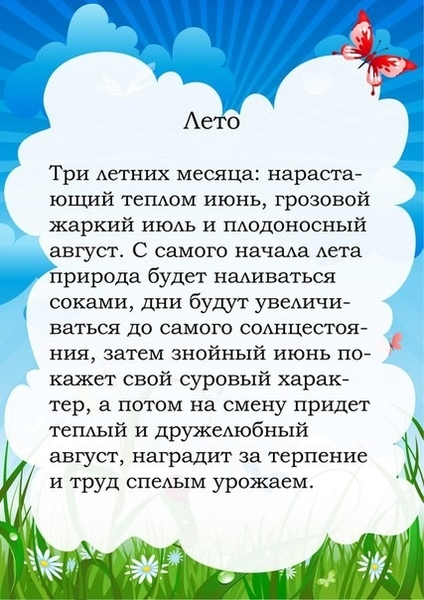 Лето
Три летних месяца: нараста-
ющий теплом июнь, грозовой
жаркий июль и плодоносный
август. С самого начала лета
природа будет наливаться
соками, дни будут увеличи-
ваться до самого солнцестоя-
ния, затем знойный июнь по-
кажет свой суровый харак-
тер, а потом на смену придет
теплый и дружелюбный
август, наградит за терпение
и труд спелым урожаем.